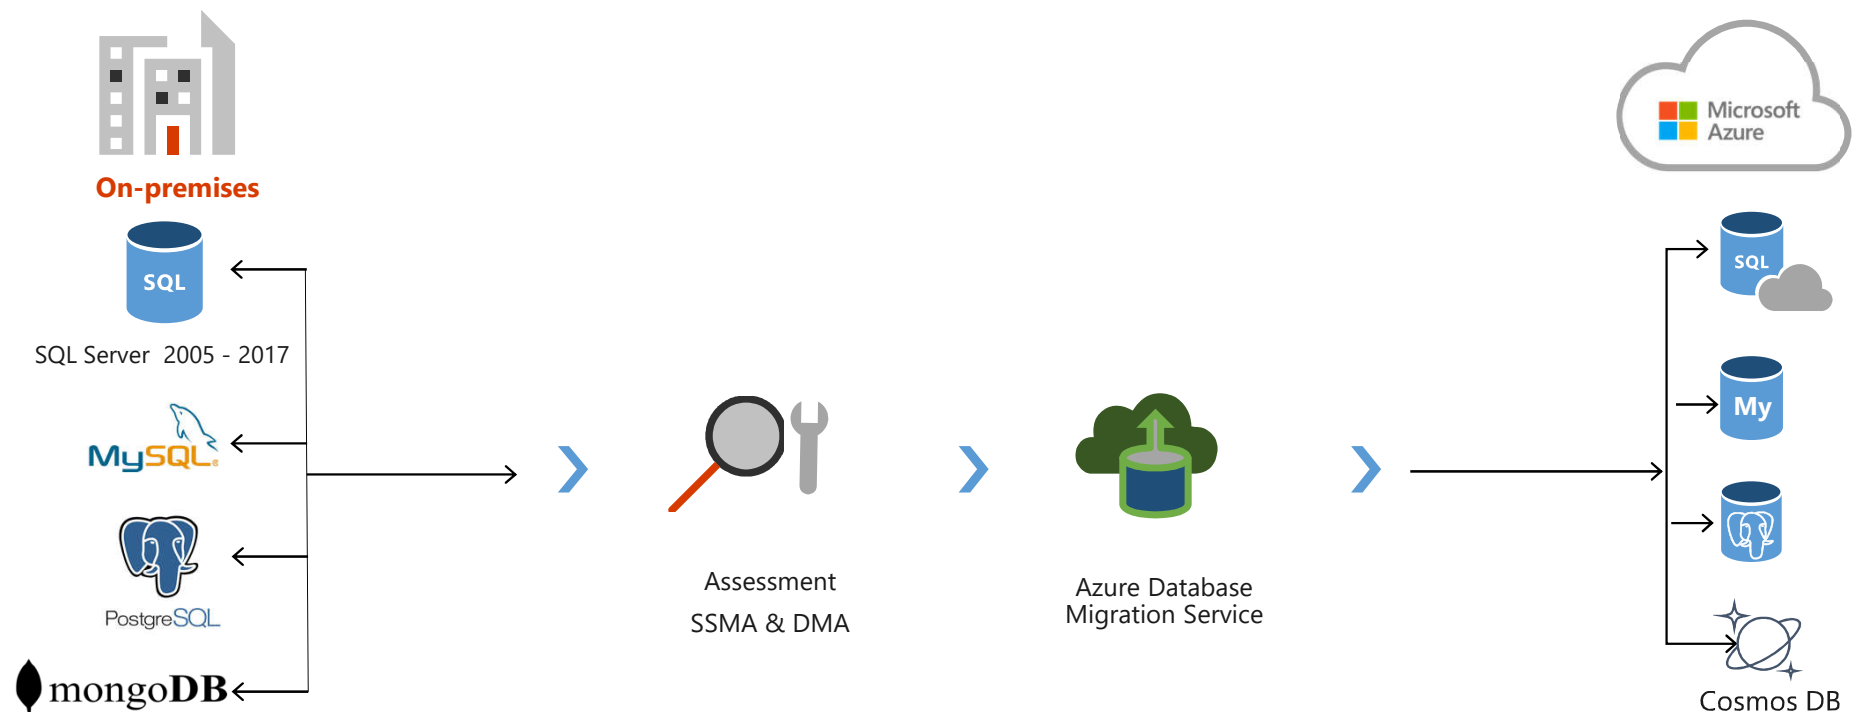 On-premises
SQL
SQL Server 2005 - 2017
MySQL®
PostgreSQL
mongoDB
Assessment
SSMA & DMA
Azure Database
Migration Service
Microsoft
Azure
SQL
My
Cosmos DB